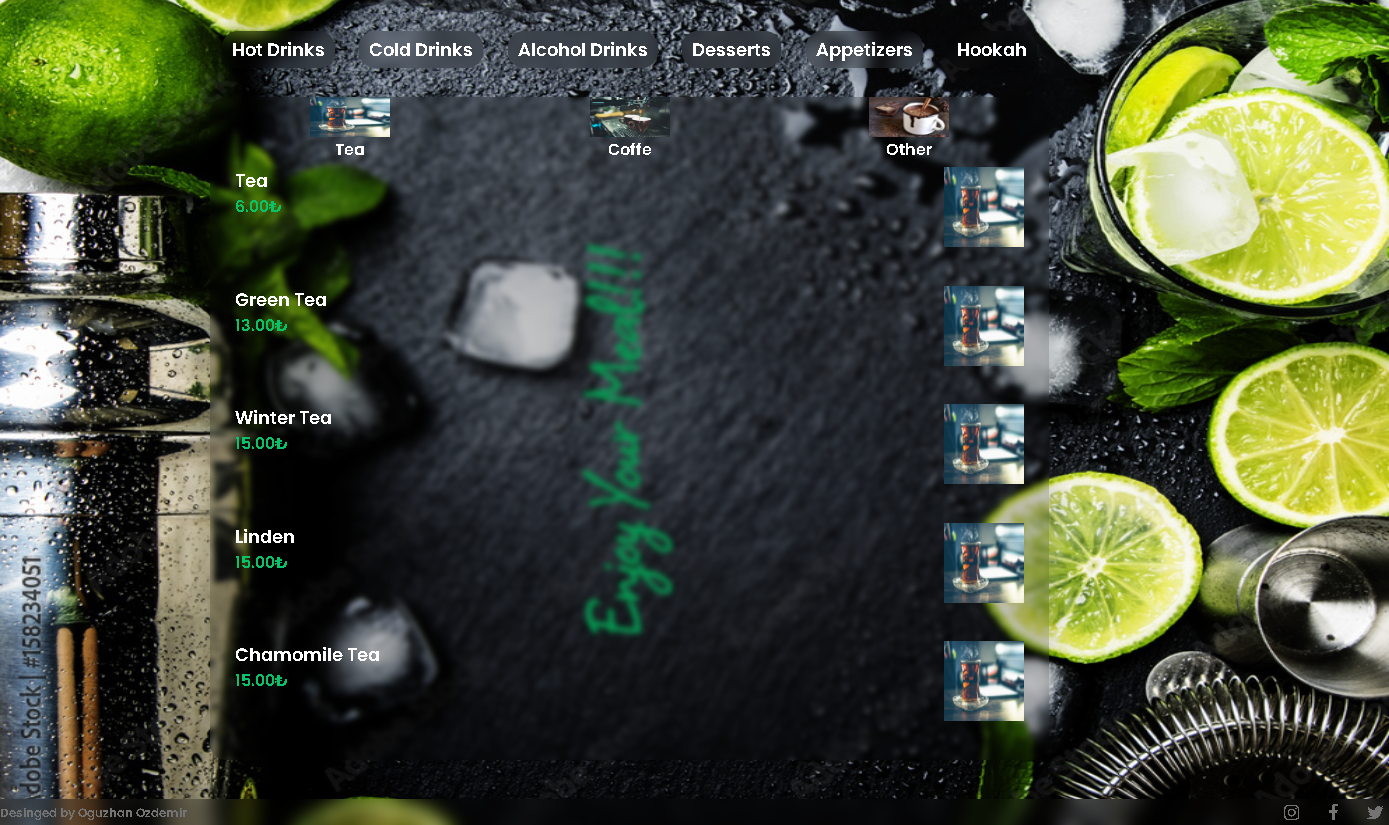 Hot Drinks
Cold Drinks
Alcohol Drinks
Desserts
Appetizers
Hookah
Tea
Coffe
Other
Tea
6.00₺
Green Tea
13.00₺
Winter Tea
15.00₺
Linden
15.00₺
Chamomile Tea
15.00₺
Enjoy Your Meal!!!
dobe Stock | #158234051
Desinged by Oguzhan Ozdemir